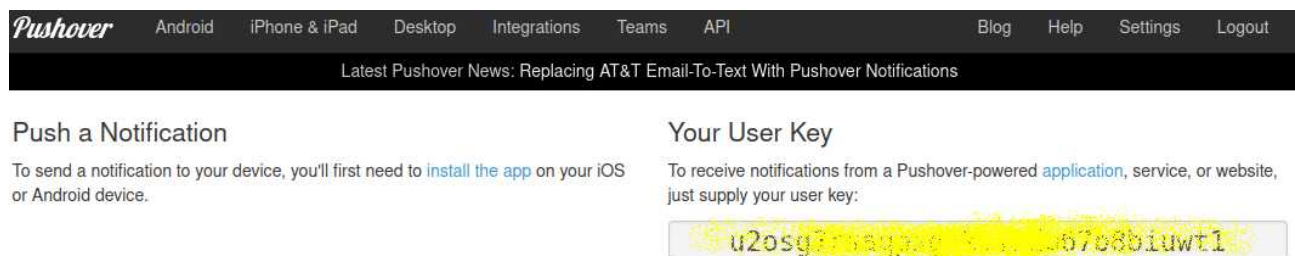 Pushover Android iPhone & iPad Desktop Integrations Teams API Blog Help Settings Logout
Latest Pushover News: Replacing AT&T Email-To-Text With Pushover Notifications
Push a Notification
To send a notification to your device, you'll first need to install the app on your iOS
or Android device.
Your User Key
To receive notifications from a Pushover-powered application, service, or website,
just supply your user key: